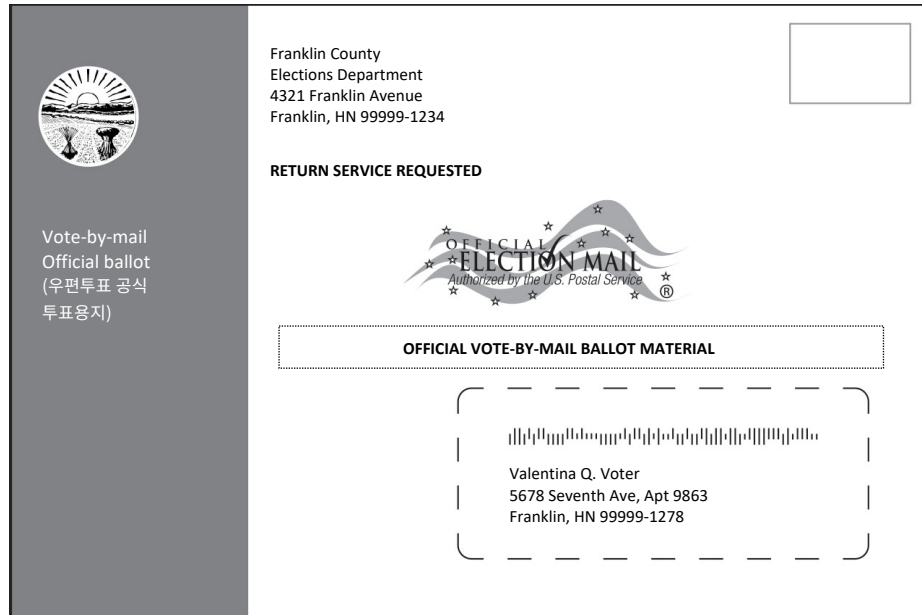 Vote-by-mail
Official ballot
(우편투표 공식
투표용지)
Franklin County
Elections Department
4321 Franklin Avenue
Franklin, HN 99999-1234
RETURN SERVICE REQUESTED
OFFICIAL
ELECTION MAIL
Authorized by the U.S. Postal Service
®
OFFICIAL VOTE-BY-MAIL BALLOT MATERIAL
Valentina Q. Voter
5678 Seventh Ave, Apt 9863
Franklin, HN 99999-1278